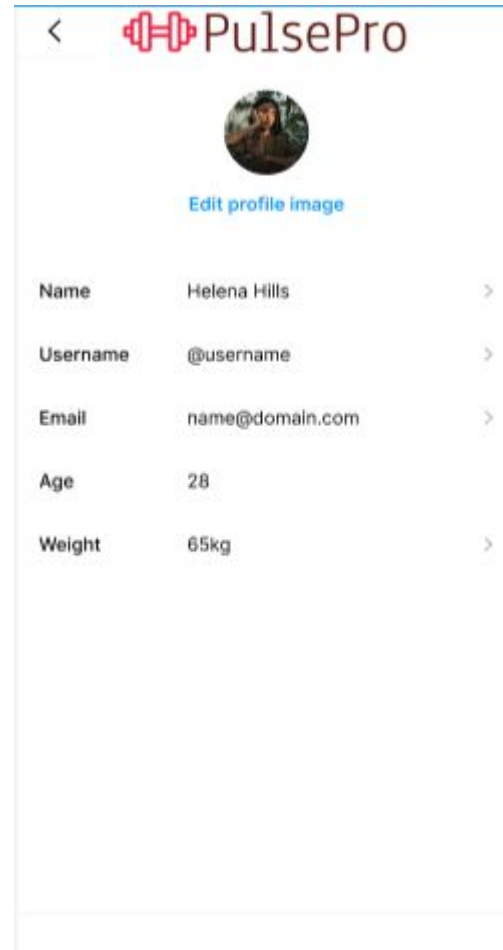 PulsePro
Edit profile image
Name Helena Hills
Username @username
Email name@domain.com
Age 28
Weight 65kg